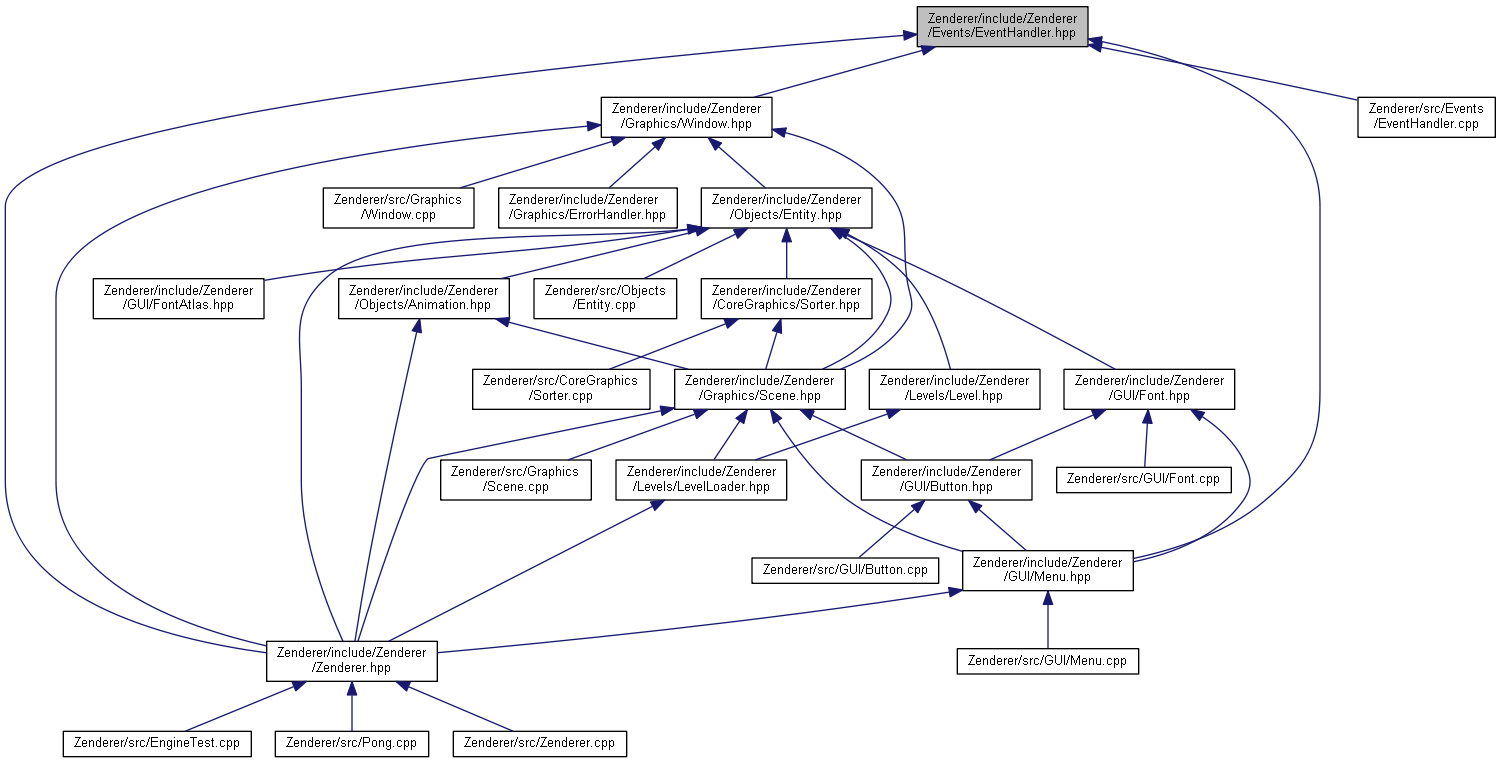 Zenderer/include/Zenderer
/Events/EventHandler.hpp
Zenderer/include/Zenderer
/Graphics/Window.hpp
Zenderer/src/Events
/EventHandler.cpp
Zenderer/src/Graphics
/Window.cpp
Zenderer/include/Zenderer
/Graphics/ErrorHandler.hpp
Zenderer/include/Zenderer
/Objects/Entity.hpp
Zenderer/include/Zenderer
/GUI/FontAtlas.hpp
Zenderer/include/Zenderer
/Objects/Animation.hpp
Zenderer/src/Objects
/Entity.cpp
Zenderer/include/Zenderer
/CoreGraphics/Sorter.hpp
Zenderer/src/CoreGraphics
/Sorter.cpp
Zenderer/include/Zenderer
/Graphics/Scene.hpp
Zenderer/include/Zenderer
/Levels/Level.hpp
Zenderer/include/Zenderer
/GUI/Font.hpp
Zenderer/src/Graphics
/Scene.cpp
Zenderer/include/Zenderer
/Levels/LevelLoader.hpp
Zenderer/include/Zenderer
/GUI/Button.hpp
Zenderer/src/GUI/Font.cpp
Zenderer/src/GUI/Button.cpp
Zenderer/include/Zenderer
/GUI/Menu.hpp
Zenderer/include/Zenderer
/Zenderer.hpp
Zenderer/src/GUI/Menu.cpp
Zenderer/src/EngineTest.cpp
Zenderer/src/Pong.cpp
Zenderer/src/Zenderer.cpp